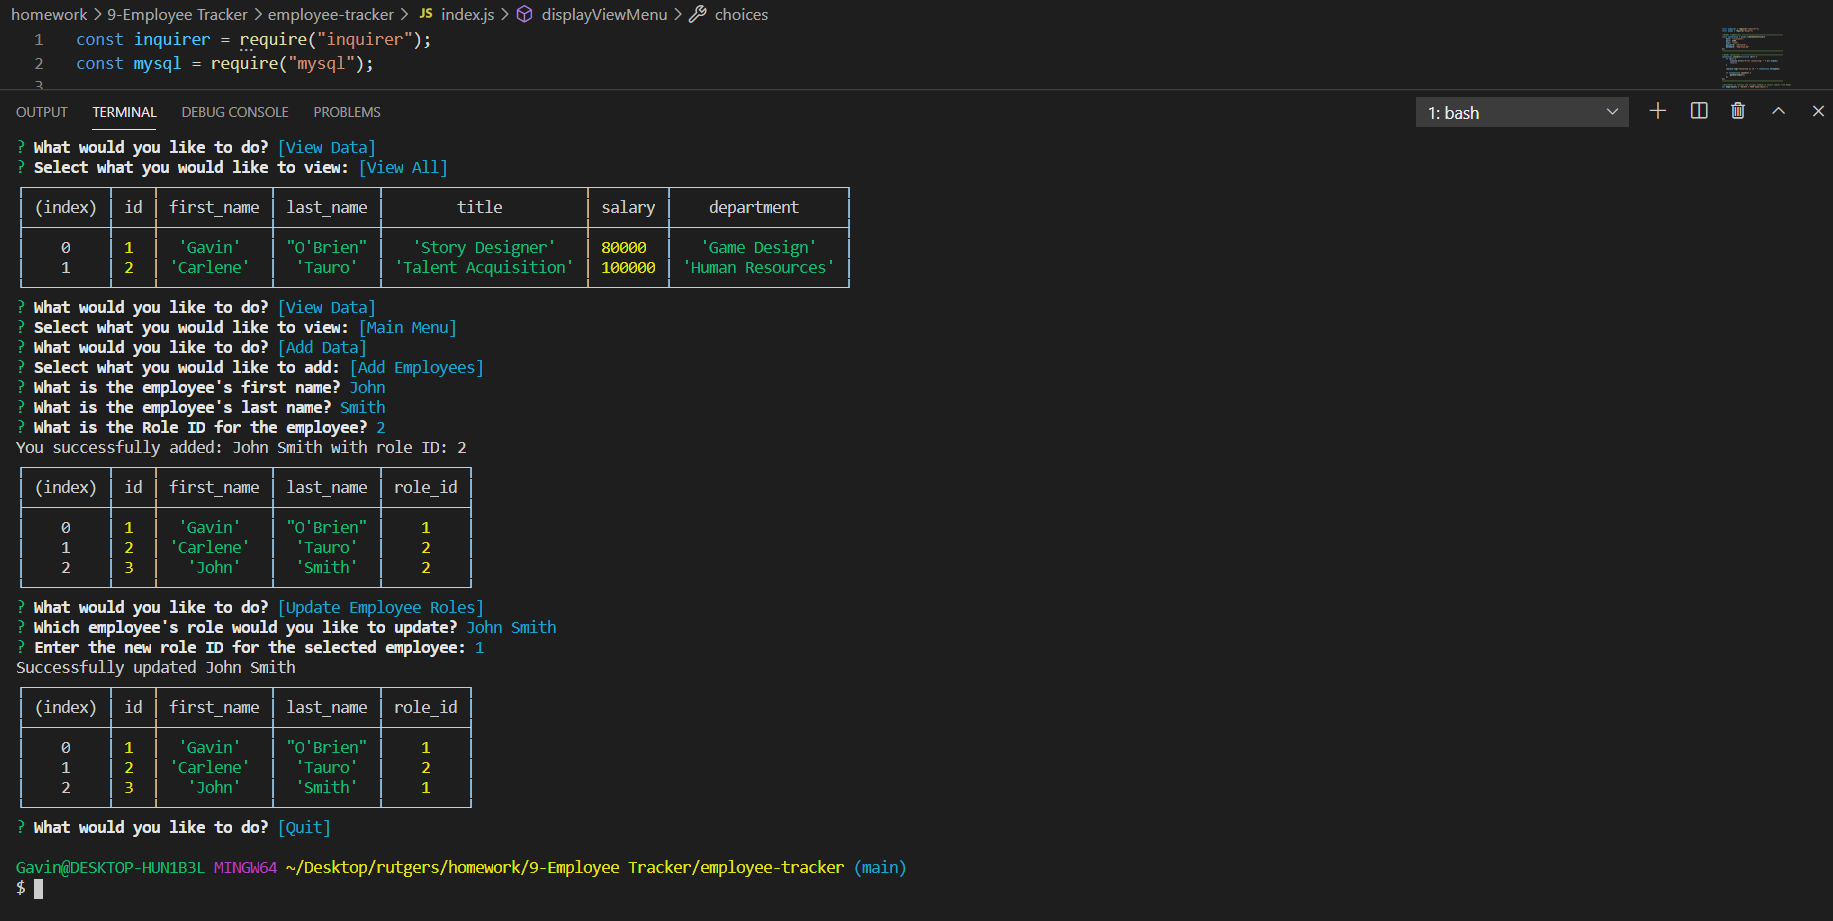 homework > 9-Employee Tracker > employee-tracker > JS index.js > displayViewMenu > choices
1 const inquirer = require("inquirer");
2 const mysql = require("mysql");
3
OUTPUT TERMINAL DEBUG CONSOLE PROBLEMS 1: bash
? What would you like to do? [View Data]
? Select what you would like to view: [View All]
(index) id first_name last_name title salary department
0 1 'Gavin' "O'Brien" 'Story Designer' 80000 'Game Design'
1 2 'Carlene' 'Tauro' 'Talent Acquisition' 100000 'Human Resources'
? What would you like to do? [View Data]
? Select what you would like to view: [Main Menu]
? What would you like to do? [Add Data]
? Select what you would like to add: [Add Employees]
? What is the employee's first name? John
? What is the employee's last name? Smith
? What is the Role ID for the employee? 2
You successfully added: John Smith with role ID: 2
(index) id first_name last_name role_id
0 1 'Gavin' "O'Brien" 1
1 2 'Carlene' 'Tauro' 2
2 3 'John' 'Smith' 2
? What would you like to do? [Update Employee Roles]
? Which employee's role would you like to update? John Smith
? Enter the new role ID for the selected employee: 1
Successfully updated John Smith
(index) id first_name last_name role_id
0 1 'Gavin' "O'Brien" 1
1 2 'Carlene' 'Tauro' 2
2 3 'John' 'Smith' 1
? What would you like to do? [Quit]
Gavin@DESKTOP-HUN1B3L MINGW64 ~/Desktop/rutgers/homework/9-Employee Tracker/employee-tracker (main)
$